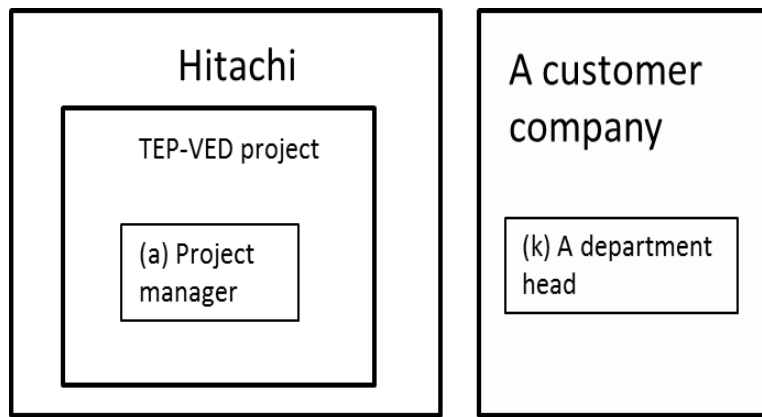 Hitachi
TEP-VED project
(a) Project
manager
A customer
company
(k) A department
head